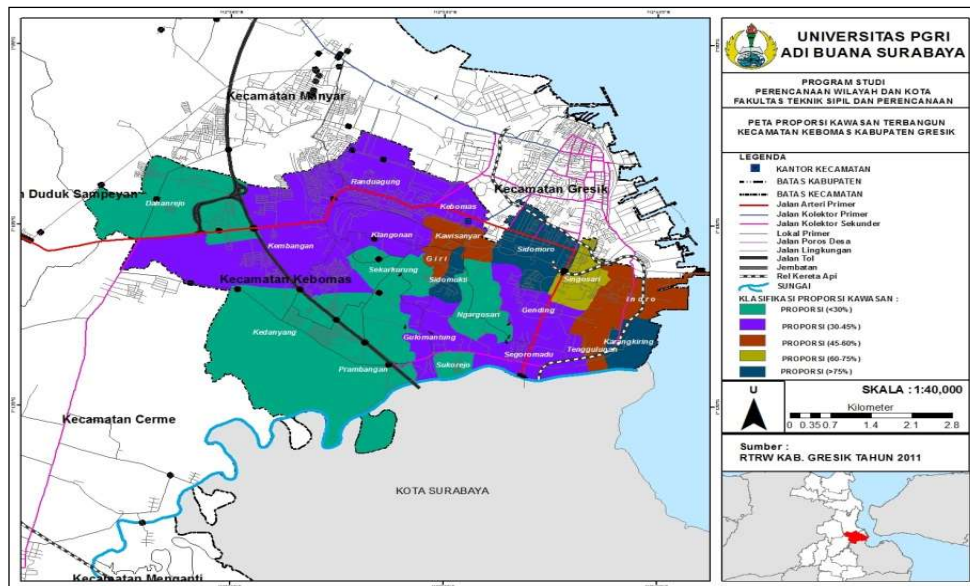 Kecamatan Manyar
Duduk Sampeyan
Dahanrejo
Randuagung
Kecamatan Gresik
Kebomas
Kembangan
Klangonan
Kawisanyar
Sidomoro
Kecamatan Kebomas
Sekarkurung
Giri
Sidomukti
Singosari
Indro
Kedanyang
Ngargosari
Gending
Gulomantung
Karangkiring
Prambangan
Segoromadu
Tenggulunan
Sukorejo
Kecamatan Cerme
KOTA SURABAYA
Kecamatan Menganti
UNIVERSITAS PGRI
ADI BUANA SURABAYA
PROGRAM STUDI
PERENCANAAN WILAYAH DAN KOTA
FAKULTAS TEKNIK SIPIL DAN PERENCANAAN
PETA PROPORSI KAWASAN TERBANGUN
KECAMATAN KEBOMAS KABUPATEN GRESIK
LEGENDA
KANTOR KECAMATAN
BATAS KABUPATEN
BATAS KECAMATAN
Jalan Arteri Primer
Jalan Kolektor Primer
Jalan Kolektor Sekunder
Lokal Primer
Jalan Poros Desa
Jalan Lingkungan
Jalan Tol
Jembatan
Rel Kereta Api
SUNGAI
KLASIFIKASI PROPORSI KAWASAN :
PROPORSI (<30%)
PROPORSI (30-45%)
PROPORSI (45-60%)
PROPORSI (60-75%)
PROPORSI (>75%)
U
SKALA : 1:40,000
Kilometer
0 0.35 0.7 1.4 2.1 2.8
Sumber :
RTRW KAB. GRESIK TAHUN 2011